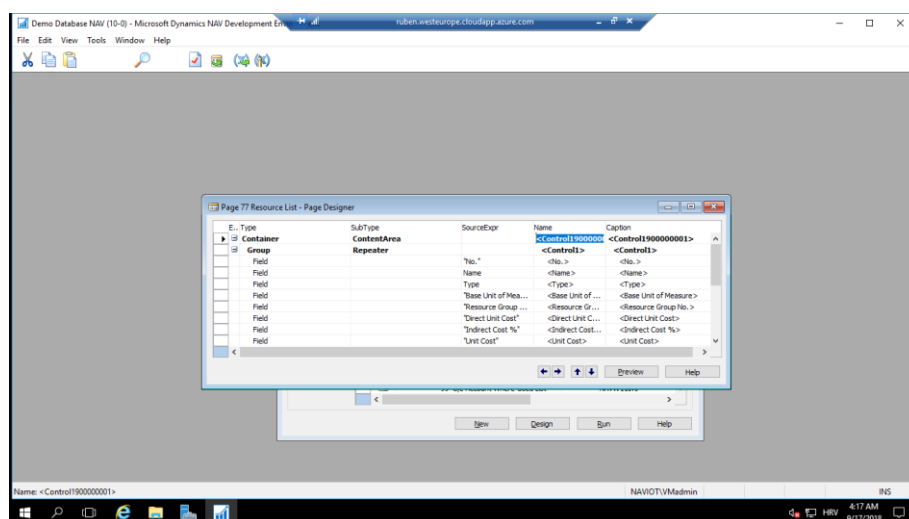 Demo Database NAV (10-0) - Microsoft Dynamics NAV Development En
ruben.westeurope.cloudapp.azure.com
File Edit View Tools Window Help
Page 77 Resource List - Page Designer
E.. Type SubType SourceExpr Name Caption
Container ContentArea <Control1900000 <Control1900000001>
Group Repeater <Control1> <Control1>
Field "No." <No.> <No.>
Field Name <Name> <Name>
Field Type <Type> <Type>
Field "Base Unit of Mea... <Base Unit of ... <Base Unit of Measure>
Field "Resource Group ... <Resource Gr... <Resource Group No.>
Field "Direct Unit Cost" <Direct Unit C... <Direct Unit Cost>
Field "Indirect Cost %" <Indirect Cost... <Indirect Cost %>
Field "Unit Cost" <Unit Cost> <Unit Cost>
Preview Help
New Design Run Help
Name: <Control1900000001> NAVIOT\VMadmin INS
HRV 4:17 AM
9/17/2018